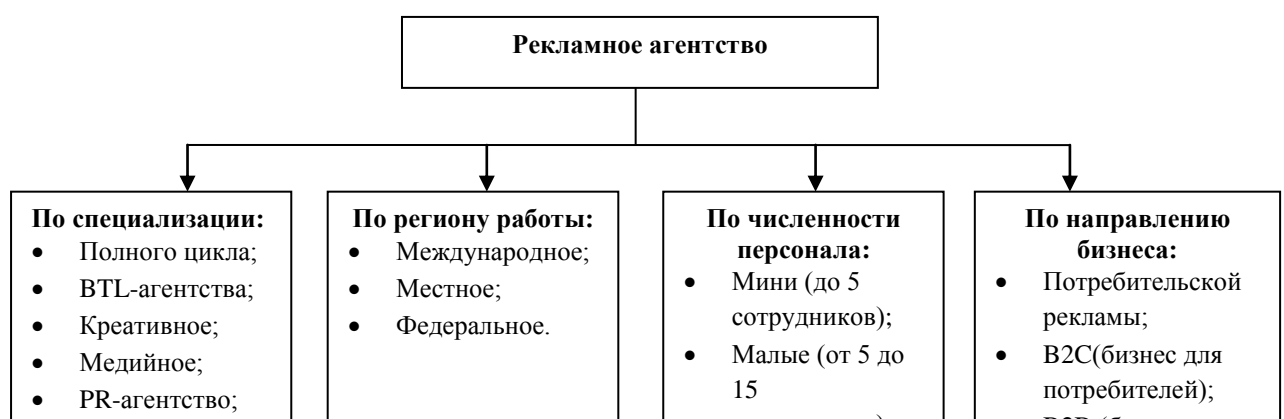 Рекламное агентство
По специализации:
• Полного цикла;
• BTL-агентства;
• Креативное;
• Медийное;
• PR-агентство;
По региону работы:
• Международное;
• Местное;
• Федеральное.
По численности
персонала:
• Мини (до 5
сотрудников);
• Малые (от 5 до
15
По направлению
бизнеса:
• Потребительской
рекламы;
• B2C(бизнес для
потребителей);